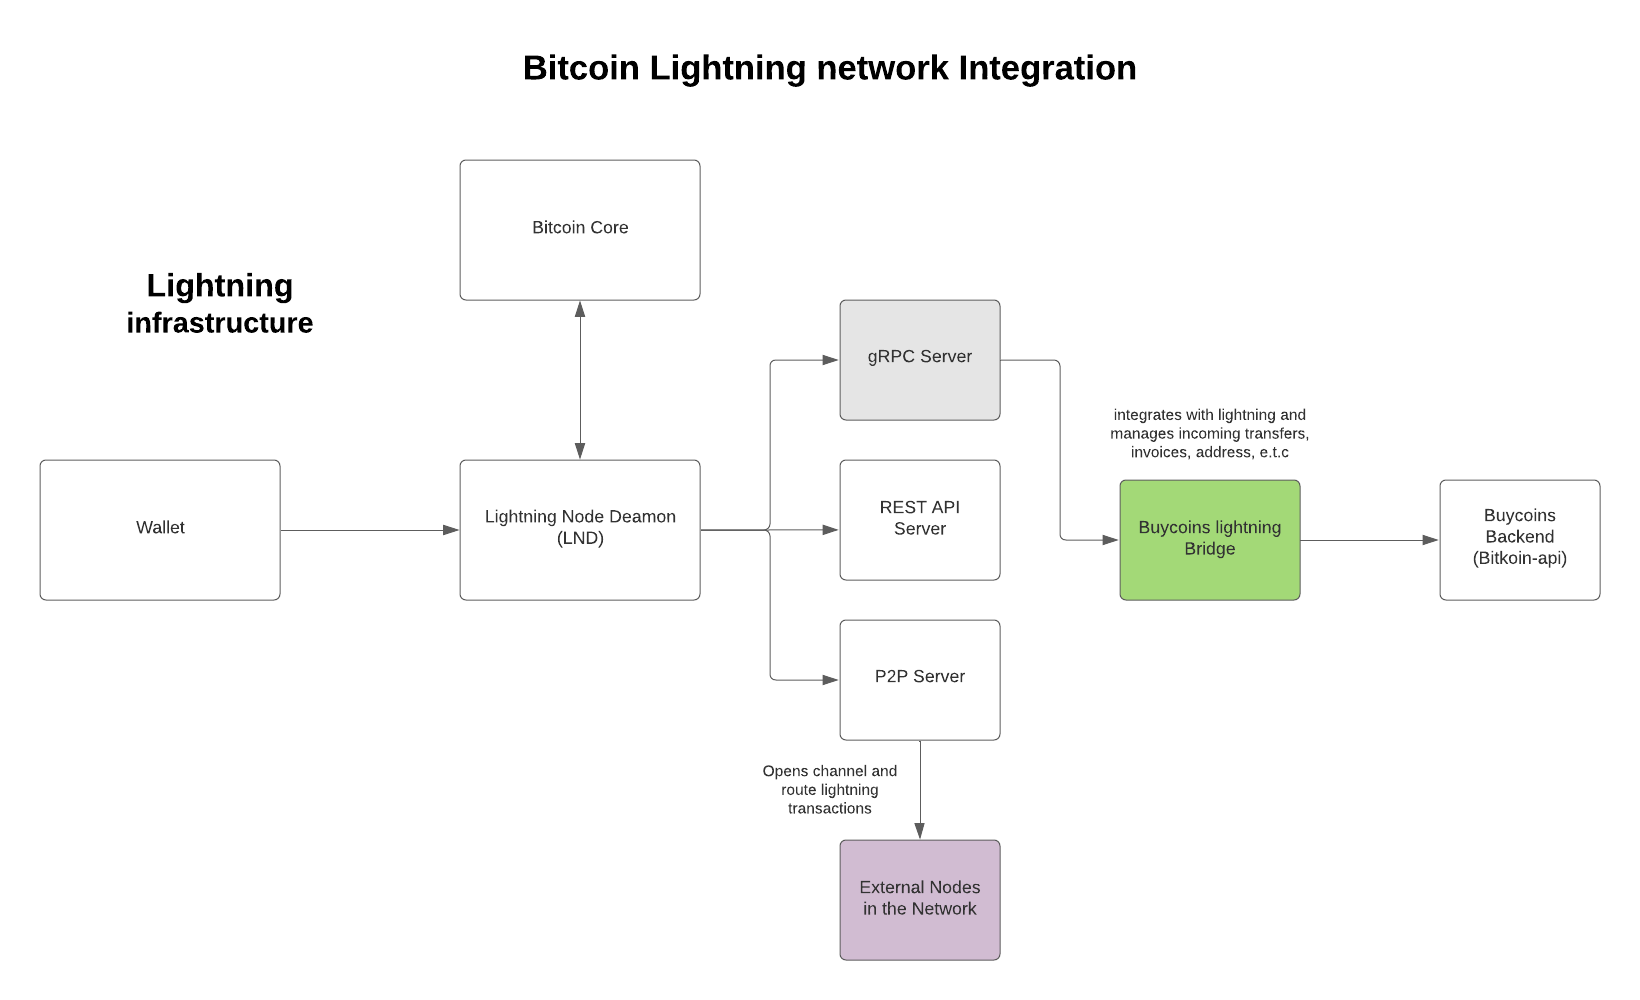 Bitcoin Lightning network Integration
Bitcoin Core
Lightning
infrastructure
gRPC Server
integrates with lightning and
manages incoming transfers,
invoices, address, e.t.c
Wallet
Lightning Node Deamon
(LND)
REST API
Server
Buycoins lightning
Bridge
Buycoins
Backend
(Bitkoin-api)
P2P Server
Opens channel and
route lightning
transactions
External Nodes
in the Network